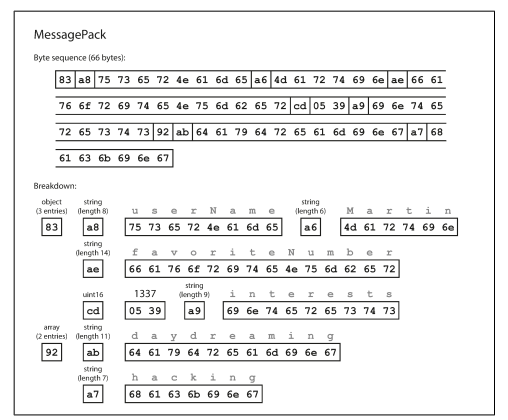 MessagePack
Byte sequence (66 bytes):
83 a8 75 73 65 72 4e 61 6d 65 a6 4d 61 72 74 69 6e ae 66 61
76 6f 72 69 74 65 4e 75 6d 62 65 72 cd 05 39 a9 69 6e 74 65
72 65 73 74 73 92 ab 64 61 79 64 72 65 61 6d 69 6e 67 a7 68
61 63 6b 69 6e 67
Breakdown:
object string string
(3 entries) (length 8) u s e r N a m e (length 6) M a r t i n
83 a8 75 73 65 72 4e 61 6d 65 a6 4d 61 72 74 69 6e
string
(length 14) f a v o r i t e N u m b e r
ae 66 61 76 6f 72 69 74 65 4e 75 6d 62 65 72
string
uint16 1337 (length 9) i n t e r e s t s
cd 05 39 a9 69 6e 74 65 72 65 73 74 73
array string
(2 entries) (length 11) d a y d r e a m i n g
92 ab 64 61 79 64 72 65 61 6d 69 6e 67
string
(length 7) h a c k i n g
a7 68 61 63 6b 69 6e 67